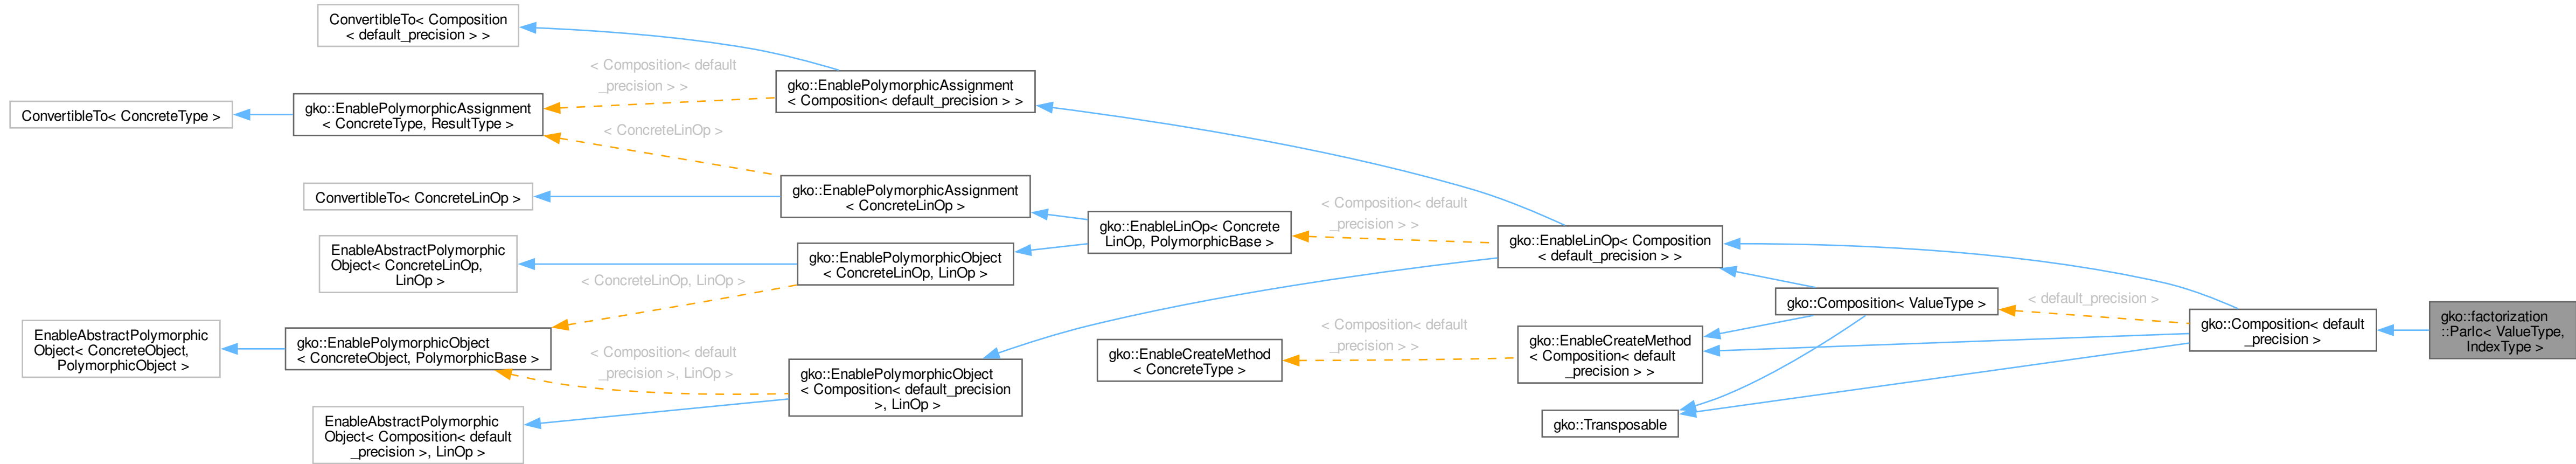 ConvertibleTo< Composition
< default_precision > >
ConvertibleTo< ConcreteType >
gko::EnablePolymorphicAssignment
< ConcreteType, ResultType >
< Composition< default
_precision > >
< ConcreteLinOp >
gko::EnablePolymorphicAssignment
< Composition< default_precision > >
ConvertibleTo< ConcreteLinOp >
gko::EnablePolymorphicAssignment
< ConcreteLinOp >
EnableAbstractPolymorphic
Object< ConcreteLinOp,
LinOp >
gko::EnablePolymorphicObject
< ConcreteLinOp, LinOp >
< ConcreteLinOp, LinOp >
gko::EnableLinOp< Concrete
LinOp, PolymorphicBase >
< Composition< default
_precision > >
gko::EnableLinOp< Composition
< default_precision > >
EnableAbstractPolymorphic
Object< ConcreteObject,
PolymorphicObject >
gko::EnablePolymorphicObject
< ConcreteObject, PolymorphicBase >
< Composition< default
_precision >, LinOp >
gko::EnablePolymorphicObject
< Composition< default_precision
>, LinOp >
EnableAbstractPolymorphic
Object< Composition< default
_precision >, LinOp >
gko::EnableCreateMethod
< ConcreteType >
< Composition< default
_precision > >
gko::EnableCreateMethod
< Composition< default
_precision > >
gko::Transposable
gko::Composition< ValueType >
< default_precision >
gko::Composition< default
_precision >
gko::factorization
::ParIc< ValueType,
IndexType >